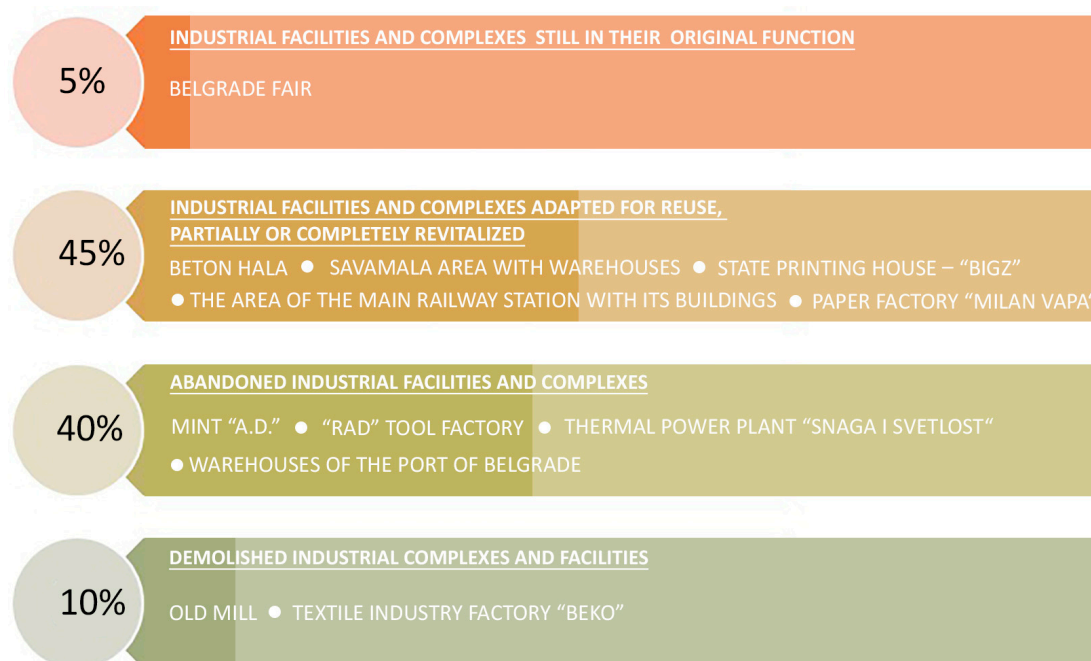 5%
INDUSTRIAL FACILITIES AND COMPLEXES STILL IN THEIR ORIGINAL FUNCTION
BELGRADE FAIR
45%
INDUSTRIAL FACILITIES AND COMPLEXES ADAPTED FOR REUSE,
PARTIALLY OR COMPLETELY REVITALIZED
BETON HALA ● SAVAMALA AREA WITH WAREHOUSES ● STATE PRINTING HOUSE – “BIGZ”
● THE AREA OF THE MAIN RAILWAY STATION WITH ITS BUILDINGS ● PAPER FACTORY “MILAN VAPA”
40%
ABANDONED INDUSTRIAL FACILITIES AND COMPLEXES
MINT “A.D.” ● “RAD” TOOL FACTORY ● THERMAL POWER PLANT “SNAGA I SVETLOST“
● WAREHOUSES OF THE PORT OF BELGRADE
10%
DEMOLISHED INDUSTRIAL COMPLEXES AND FACILITIES
OLD MILL ● TEXTILE INDUSTRY FACTORY “BEKO”